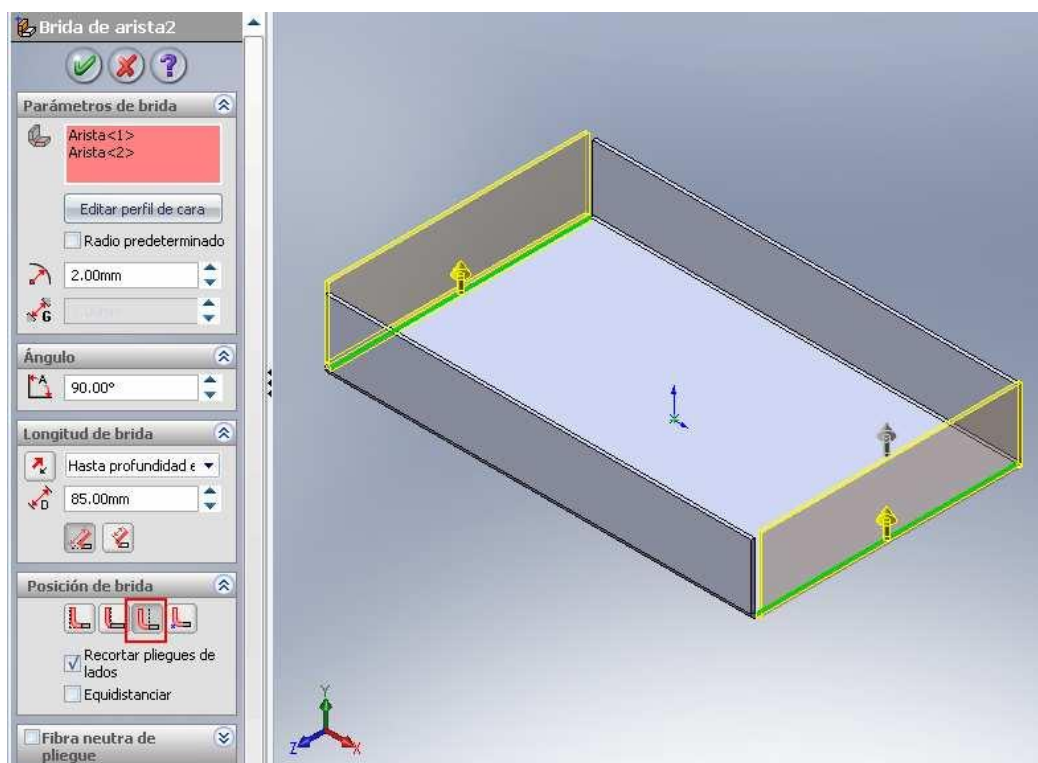 Brida de arista2
?
Parámetros de brida
Arista<1>
Arista<2>
Editar perfil de cara
Radio predeterminado
2.00mm
G
Ángulo
A
90.00°
Longitud de brida
Hasta profundidad e
D
85.00mm
Posición de brida
Recortar pliegues de
lados
Equidistanciar
Fibra neutra de
pliegue
Y
Z
X